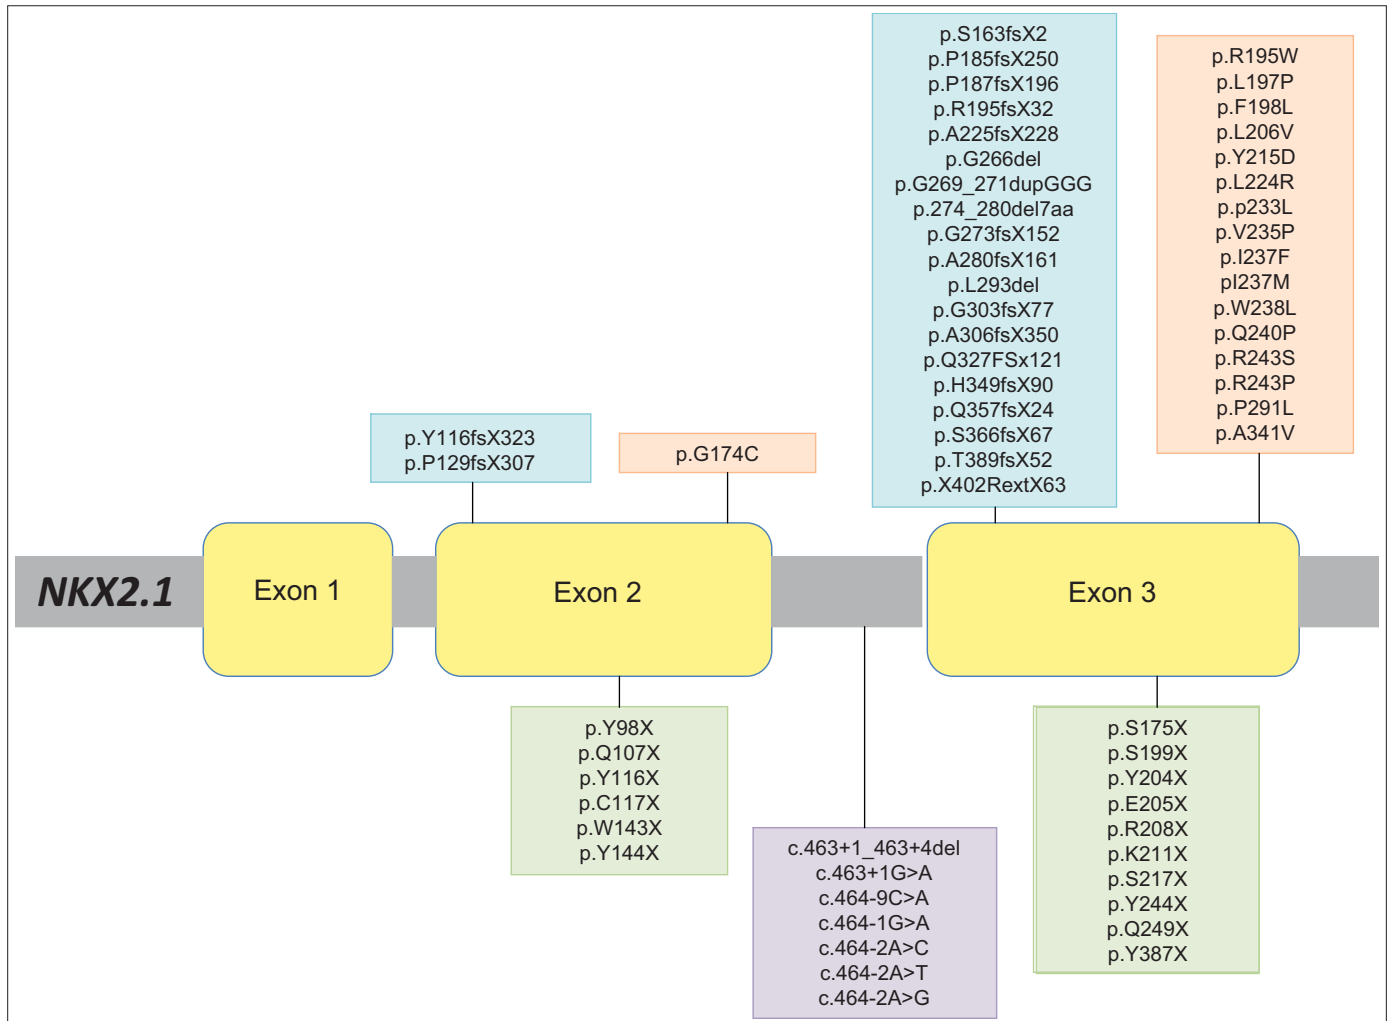 p.S163fsX2
p.P185fsX250
p.P187fsX196
p.R195fsX32
p.A225fsX228
p.G266del
p.G269_271dupGGG
p.274_280del7aa
p.G273fsX152
p.A280fsX161
p.L293del
p.G303fsX77
p.A306fsX350
p.Q327FSx121
p.H349fsX90
p.Q357fsX24
p.S366fsX67
p.T389fsX52
p.X402RextX63
p.R195W
p.L197P
p.F198L
p.L206V
p.Y215D
p.L224R
p.p233L
p.V235P
p.I237F
pI237M
p.W238L
p.Q240P
p.R243S
p.R243P
p.P291L
p.A341V
p.Y116fsX323
p.P129fsX307
p.G174C
NKX2.1
Exon 1
Exon 2
Exon 3
p.Y98X
p.Q107X
p.Y116X
p.C117X
p.W143X
p.Y144X
c.463+1_463+4del
c.463+1G>A
c.464-9C>A
c.464-1G>A
c.464-2A>C
c.464-2A>T
c.464-2A>G
p.S175X
p.S199X
p.Y204X
p.E205X
p.R208X
p.K211X
p.S217X
p.Y244X
p.Q249X
p.Y387X